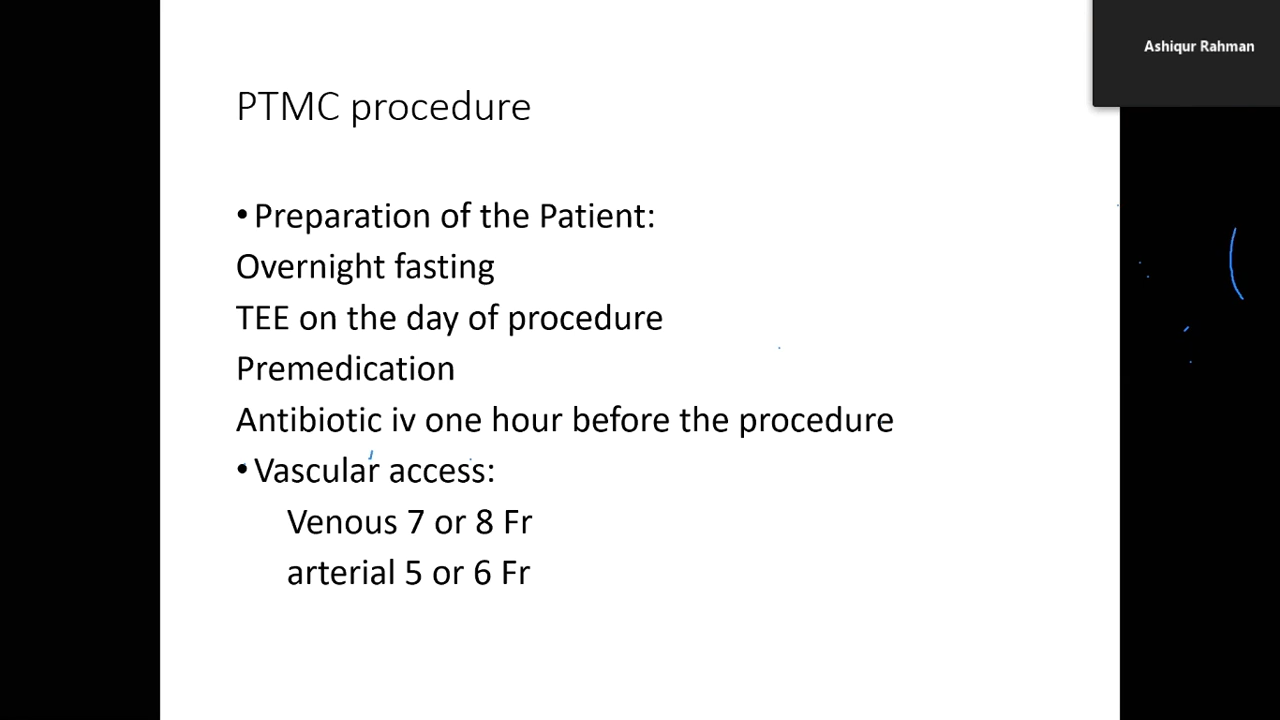 Ashiqur Rahman
PTMC procedure
• Preparation of the Patient:
Overnight fasting
TEE on the day of procedure
Premedication
Antibiotic iv one hour before the procedure
• Vascular access:
Venous 7 or 8 Fr
arterial 5 or 6 Fr